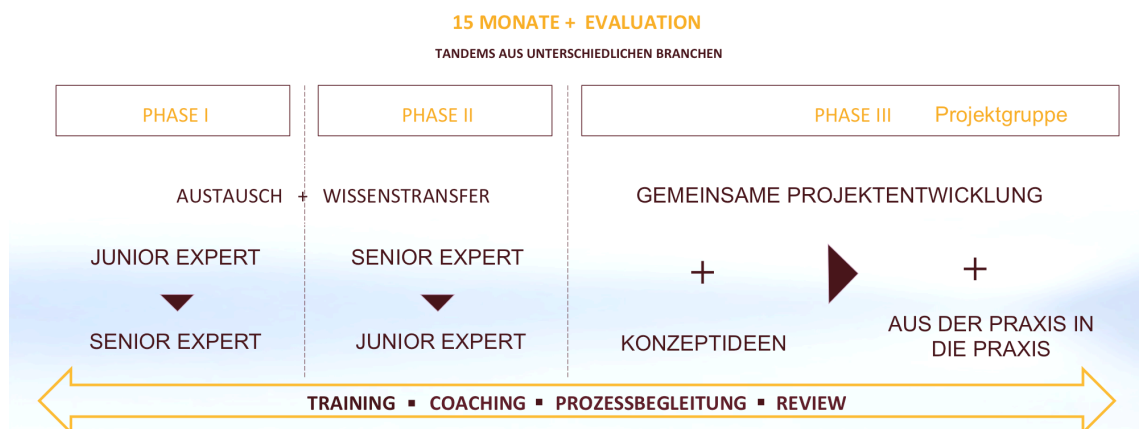 15 MONATE + EVALUATION
TANDEMS AUS UNTERSCHIEDLICHEN BRANCHEN
PHASE I
PHASE II
PHASE III Projektgruppe
AUSTAUSCH + WISSENSTRANSFER
GEMEINSAME PROJEKTENTWICKLUNG
JUNIOR EXPERT
SENIOR EXPERT
SENIOR EXPERT
JUNIOR EXPERT
+
KONZEPTIDEEN
+
AUS DER PRAXIS IN
DIE PRAXIS
TRAINING ▪ COACHING ▪ PROZESSBEGLEITUNG ▪ REVIEW